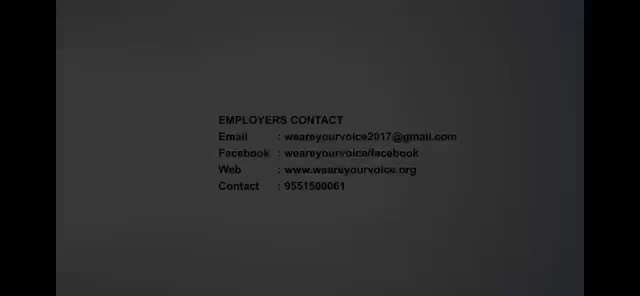 EMPLOYERS CONTACT
Email : weareyourvoice2017@gmail.com
Facebook : weareyourvoice/facebook
Web : www.weareyourvoice.org
Contact : 9551500061